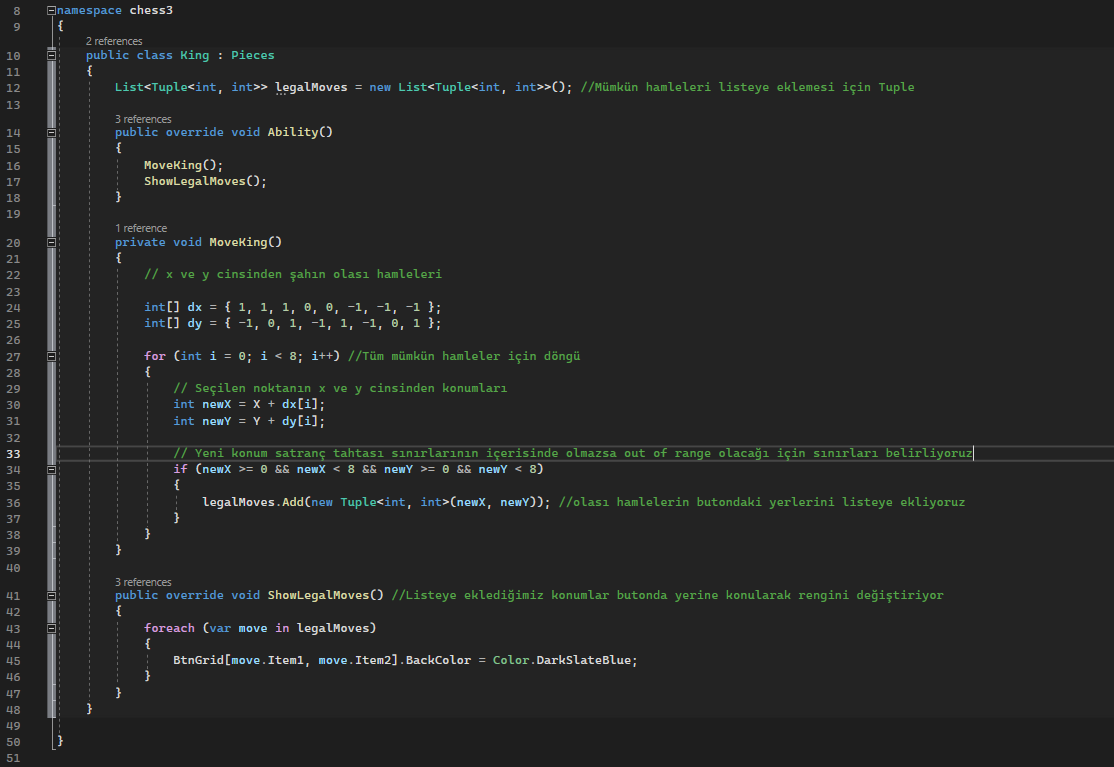 8 namespace chess3
9 {
2 references
10 public class King : Pieces
11 {
12 List<Tuple<int, int>> legalMoves = new List<Tuple<int, int>>(); //Mümkün hamleleri listeye eklemesi için Tuple
13
3 references
14 public override void Ability()
15 {
16 MoveKing();
17 ShowLegalMoves();
18 }
19
1 reference
20 private void MoveKing()
21 {
22 // x ve y cinsinden şahın olası hamleleri
23
24 int[] dx = { 1, 1, 1, 0, 0, -1, -1, -1 };
25 int[] dy = { -1, 0, 1, -1, 1, -1, 0, 1 };
26
27 for (int i = 0; i < 8; i++) //Tüm mümkün hamleler için döngü
28 {
29 // Seçilen noktanın x ve y cinsinden konumları
30 int newX = X + dx[i];
31 int newY = Y + dy[i];
32
33 // Yeni konum satranç tahtası sınırlarının içerisinde olmazsa out of range olacağı için sınırları belirliyoruz
34 if (newX >= 0 && newX < 8 && newY >= 0 && newY < 8)
35 {
36 legalMoves.Add(new Tuple<int, int>(newX, newY)); //olası hamlelerin butondaki yerlerini listeye ekliyoruz
37 }
38 }
39 }
40
3 references
41 public override void ShowLegalMoves() //Listeye eklediğimiz konumlar butonda yerine konularak rengini değiştiriyor
42 {
43 foreach (var move in legalMoves)
44 {
45 BtnGrid[move.Item1, move.Item2].BackColor = Color.DarkSlateBlue;
46 }
47 }
48 }
49
50 }
51